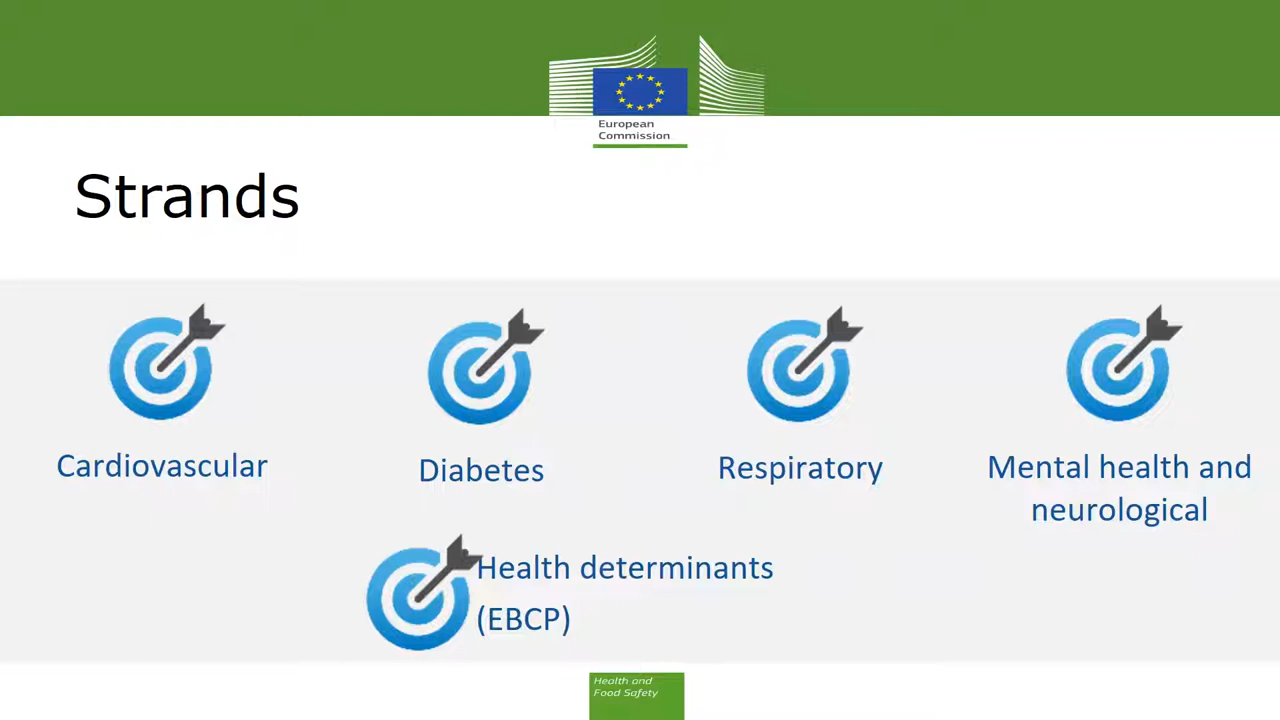 European
Commission
Strands
Cardiovascular
Diabetes
Respiratory
Mental health and
neurological
Health determinants
(EBCP)
Health and
Food Safety